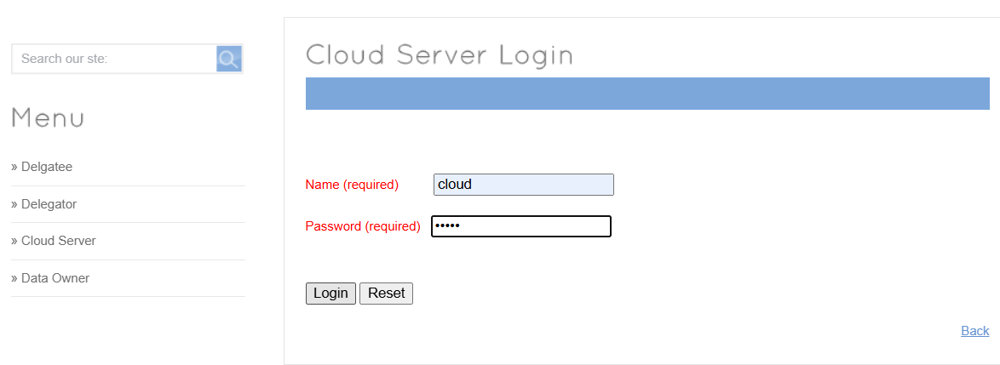 Search our ste:
Menu
» Delgatee
» Delegator
» Cloud Server
» Data Owner
Cloud Server Login
Name (required) cloud
Password (required) •••••
Login Reset
Back